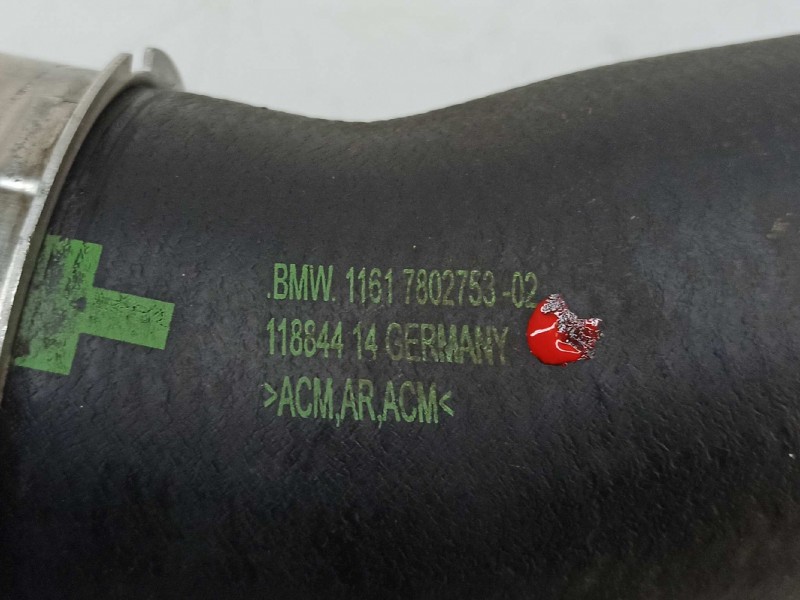 .BMW. 1161 7802753-02
118844 14 GERMANY
>ACM,AR,ACM<